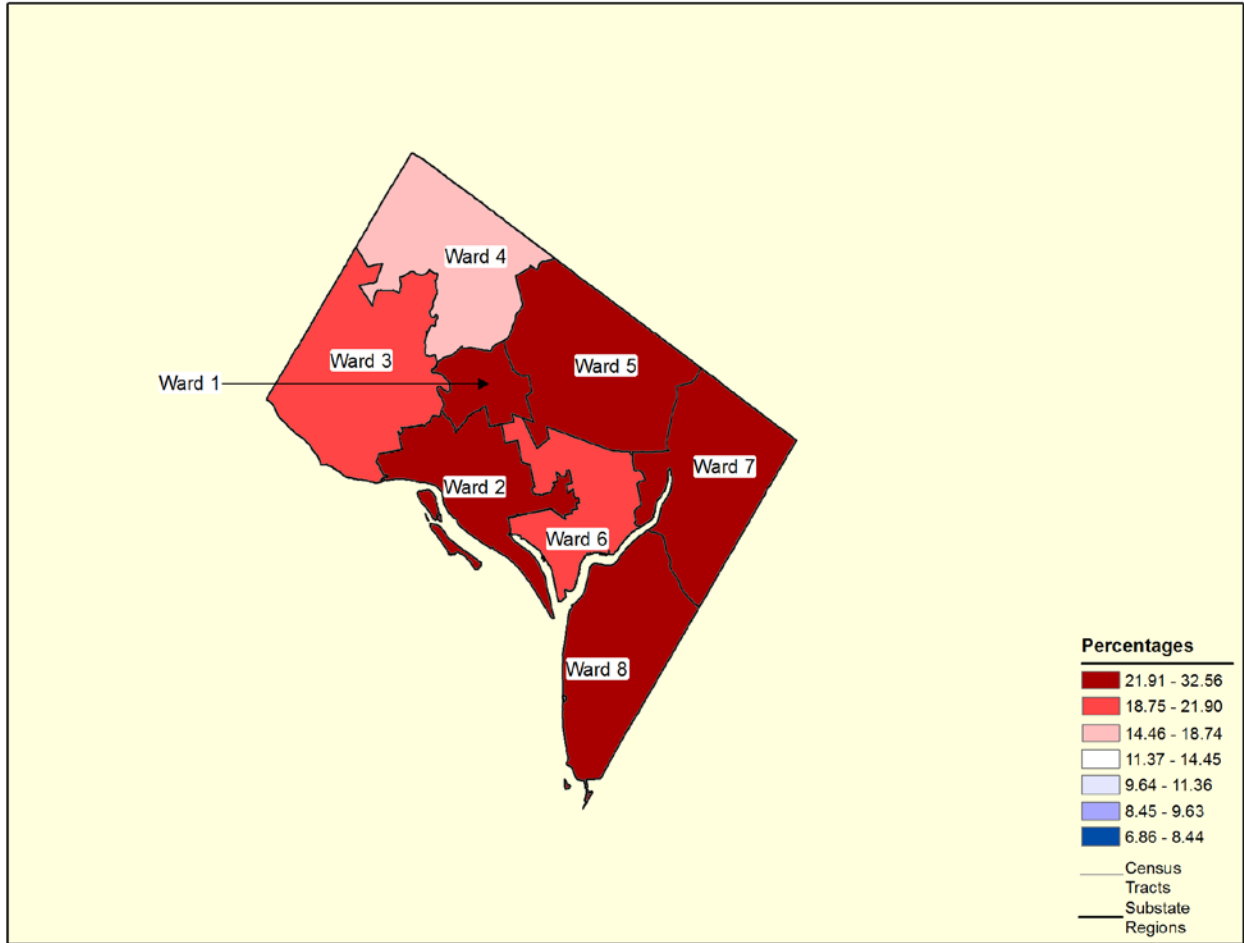 Ward 4
Ward 3
Ward 5
Ward 1
Ward 7
Ward 2
Ward 6
Ward 8
Percentages
21.91 - 32.56
18.75 - 21.90
14.46 - 18.74
11.37 - 14.45
9.64 - 11.36
8.45 - 9.63
6.86 - 8.44
Census
Tracts
Substate
Regions